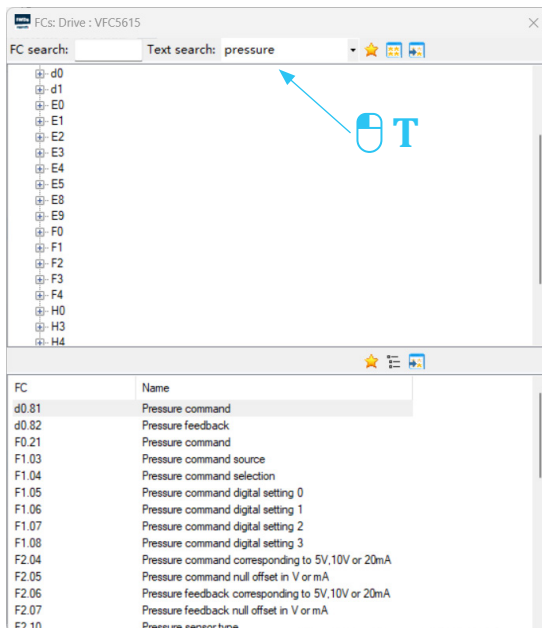 FCs: Drive : VFC5615
FC search: Text search: pressure
d0
d1
E0
E1
E2
E3
E4
E5
E8
E9
F0
F1
F2
F3
F4
H0
H3
H4
T
FC Name
d0.81 Pressure command
d0.82 Pressure feedback
F0.21 Pressure command
F1.03 Pressure command source
F1.04 Pressure command selection
F1.05 Pressure command digital setting 0
F1.06 Pressure command digital setting 1
F1.07 Pressure command digital setting 2
F1.08 Pressure command digital setting 3
F2.04 Pressure command corresponding to 5V,10V or 20mA
F2.05 Pressure command null offset in V or mA
F2.06 Pressure feedback corresponding to 5V,10V or 20mA
F2.07 Pressure feedback null offset in V or mA
F2.10 Pressure sensor type